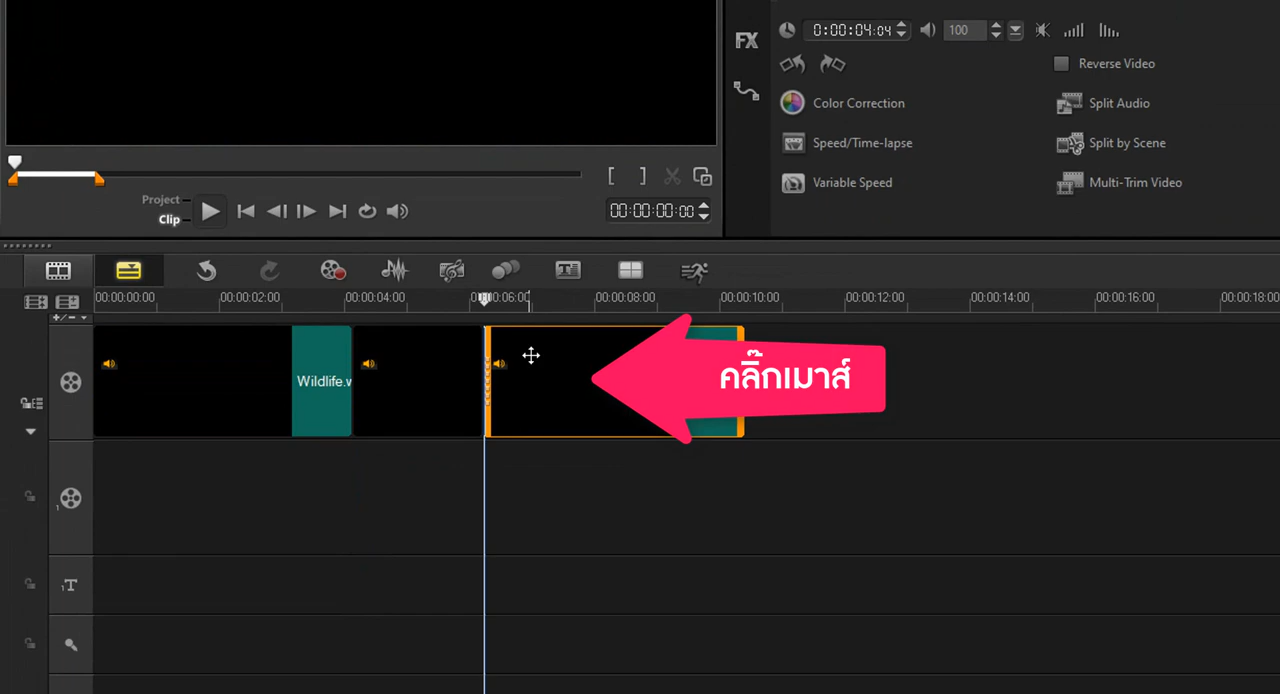 FX
0:00:04:04
100
Reverse Video
Color Correction
Split Audio
Speed/Time-lapse
Split by Scene
Variable Speed
Multi-Trim Video
[ ]
Project
Clip
00:00:00:00
00:00:00:00 00:00:02:00 00:00:04:00 00:00:06:00 00:00:08:00 00:00:10:00 00:00:12:00 00:00:14:00 00:00:16:00 00:00:18:00
+/-
Wildlife.w
คลิ๊กเมาส์
1
1T